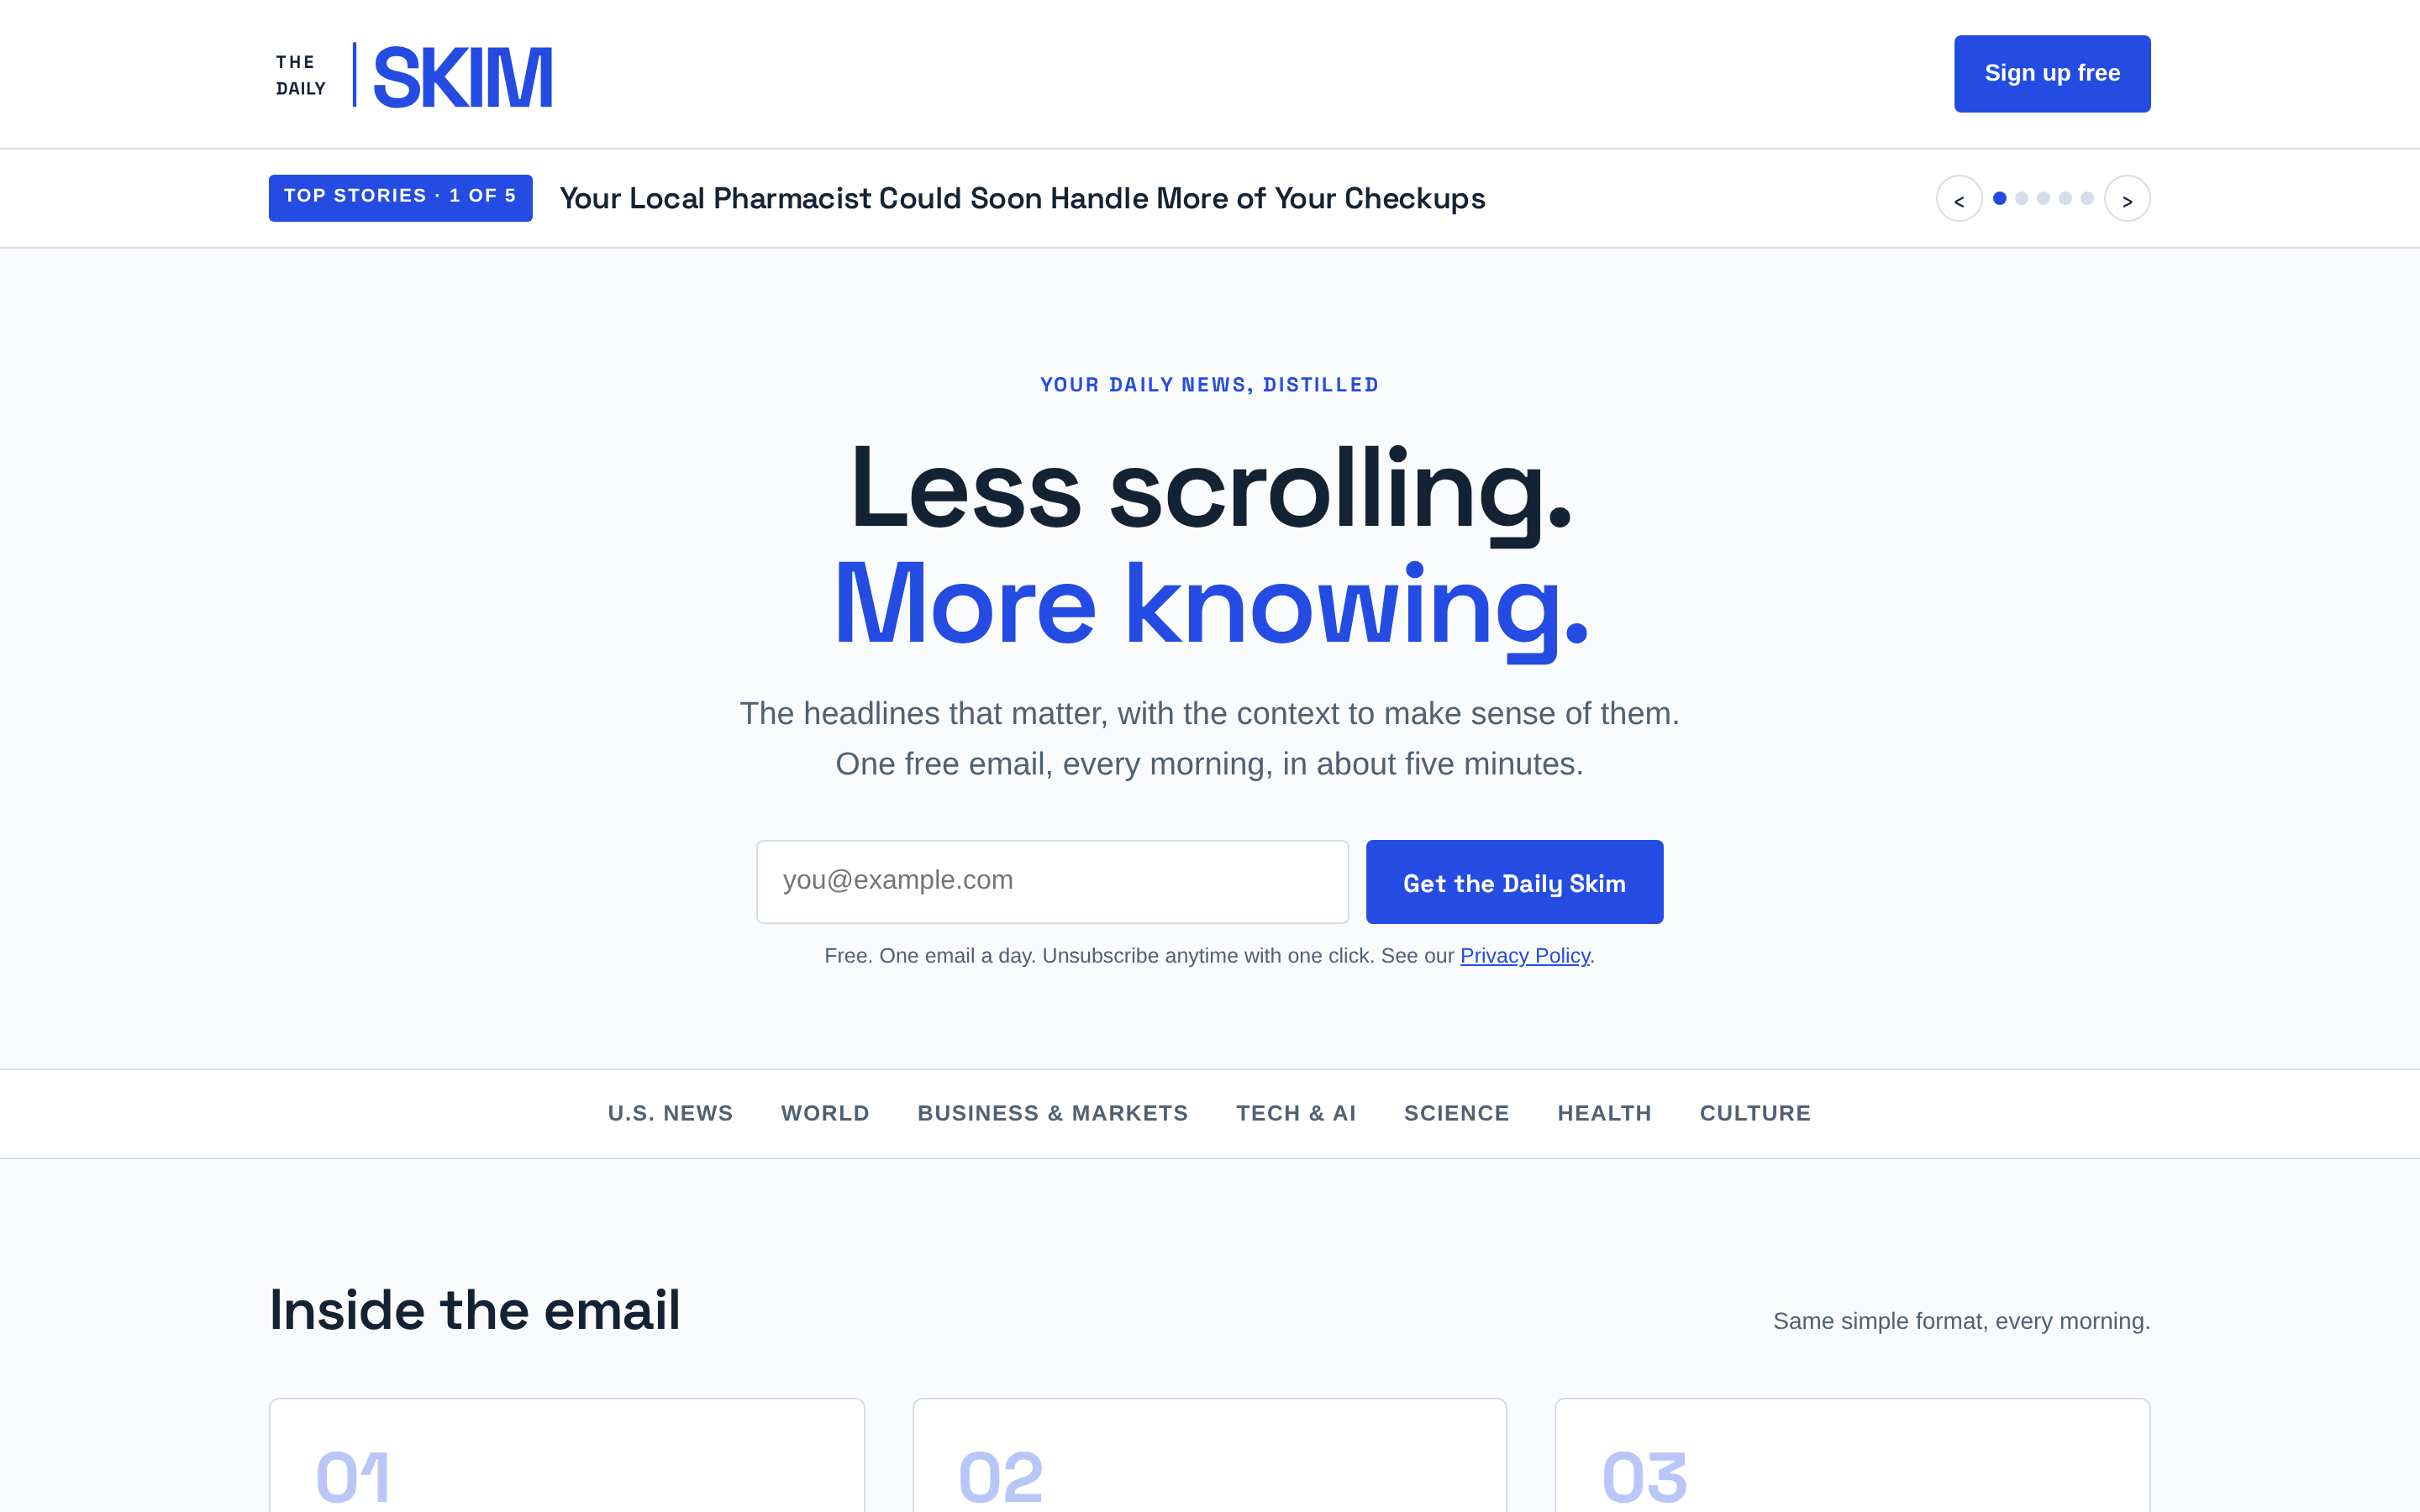 THE
DAILY
SKIM
Sign up free
TOP STORIES · 1 OF 5
Your Local Pharmacist Could Soon Handle More of Your Checkups
<
>
YOUR DAILY NEWS, DISTILLED
Less scrolling.
More knowing.
The headlines that matter, with the context to make sense of them.
One free email, every morning, in about five minutes.
you@example.com
Get the Daily Skim
Free. One email a day. Unsubscribe anytime with one click. See our Privacy Policy.
U.S. NEWS WORLD BUSINESS & MARKETS TECH & AI SCIENCE HEALTH CULTURE
Inside the email
Same simple format, every morning.
01
02
03